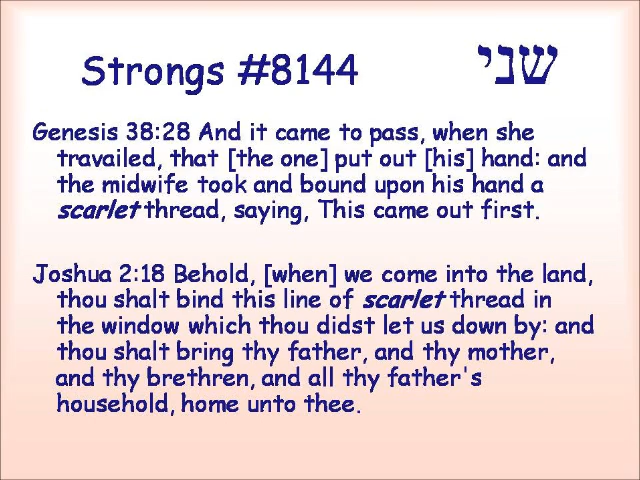 Strongs #8144 שני
Genesis 38:28 And it came to pass, when she
travailed, that [the one] put out [his] hand: and
the midwife took and bound upon his hand a
scarlet thread, saying, This came out first.
Joshua 2:18 Behold, [when] we come into the land,
thou shalt bind this line of scarlet thread in
the window which thou didst let us down by: and
thou shalt bring thy father, and thy mother,
and thy brethren, and all thy father's
household, home unto thee.